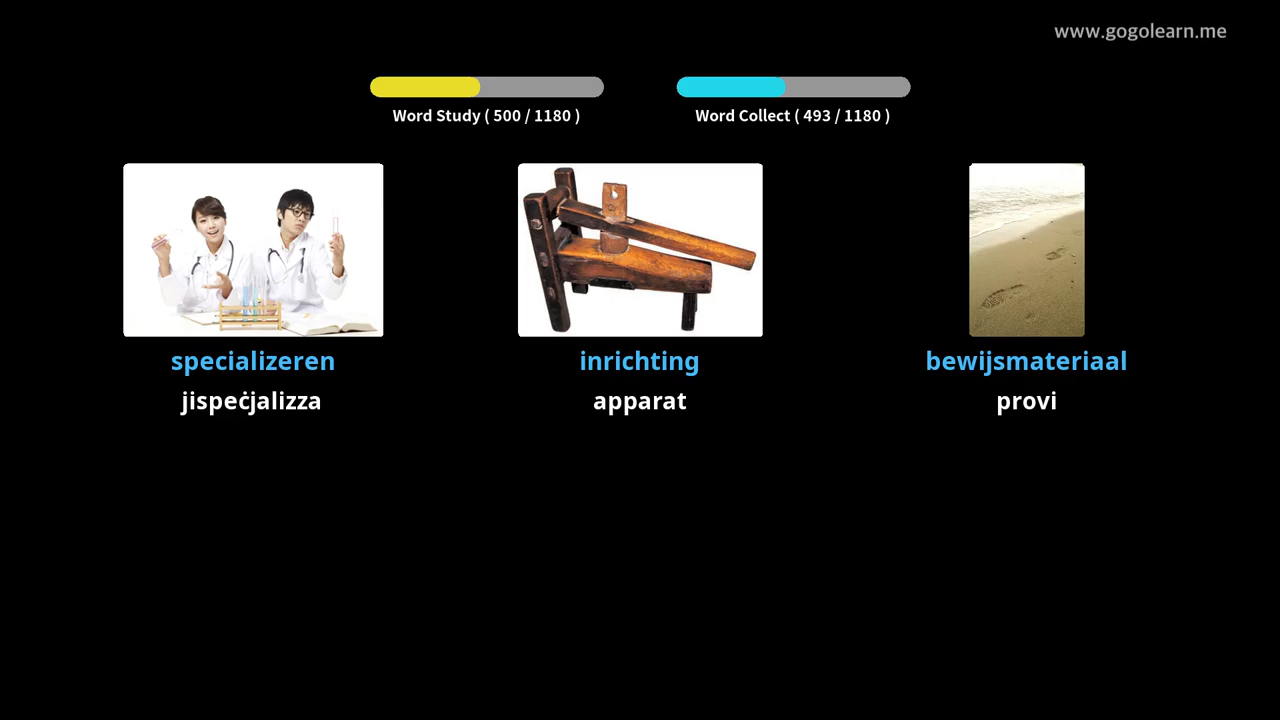 www.gogolearn.me
Word Study ( 500 / 1180 )
Word Collect ( 493 / 1180 )
specializeren
jispeċjalizza
inrichting
apparat
bewijsmateriaal
provi